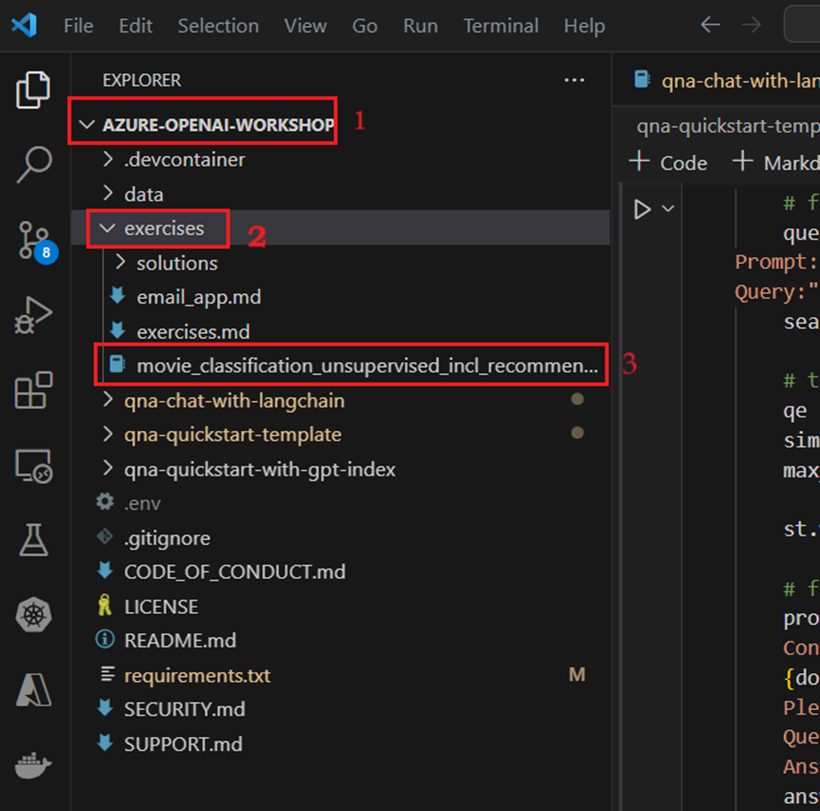 File Edit Selection View Go Run Terminal Help
EXPLORER ...
AZURE-OPENAI-WORKSHOP 1
.devcontainer
data
exercises 2
solutions
email_app.md
exercises.md
movie_classification_unsupervised_incl_recommen... 3
qna-chat-with-langchain
qna-quickstart-template
qna-quickstart-with-gpt-index
.env
.gitignore
CODE_OF_CONDUCT.md
LICENSE
README.md
requirements.txt M
SECURITY.md
SUPPORT.md
8
qna-chat-with-lan
qna-quickstart-temp
+ Code + Markd
# f
que
Prompt:
Query:"
sea
# t
qe
sim
max_
st.
# f
pro
Con
{do
Ple
Que
Ans
ans